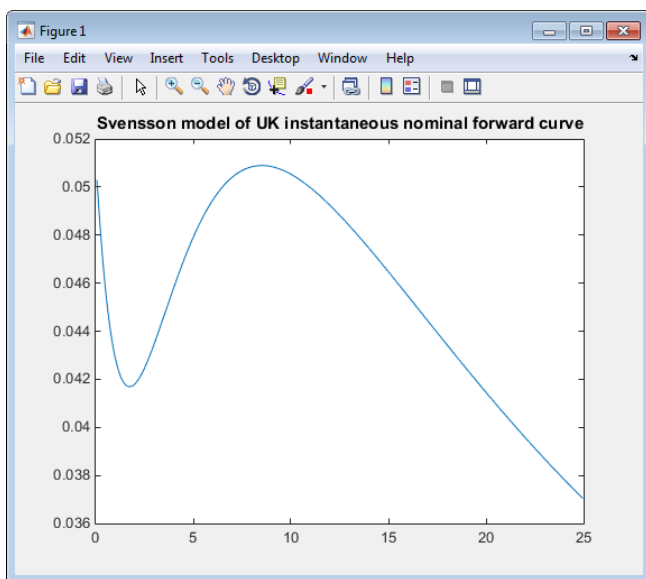 Figure 1
File Edit View Insert Tools Desktop Window Help
Svensson model of UK instantaneous nominal forward curve
0.052
0.05
0.048
0.046
0.044
0.042
0.04
0.038
0.036
0 5 10 15 20 25